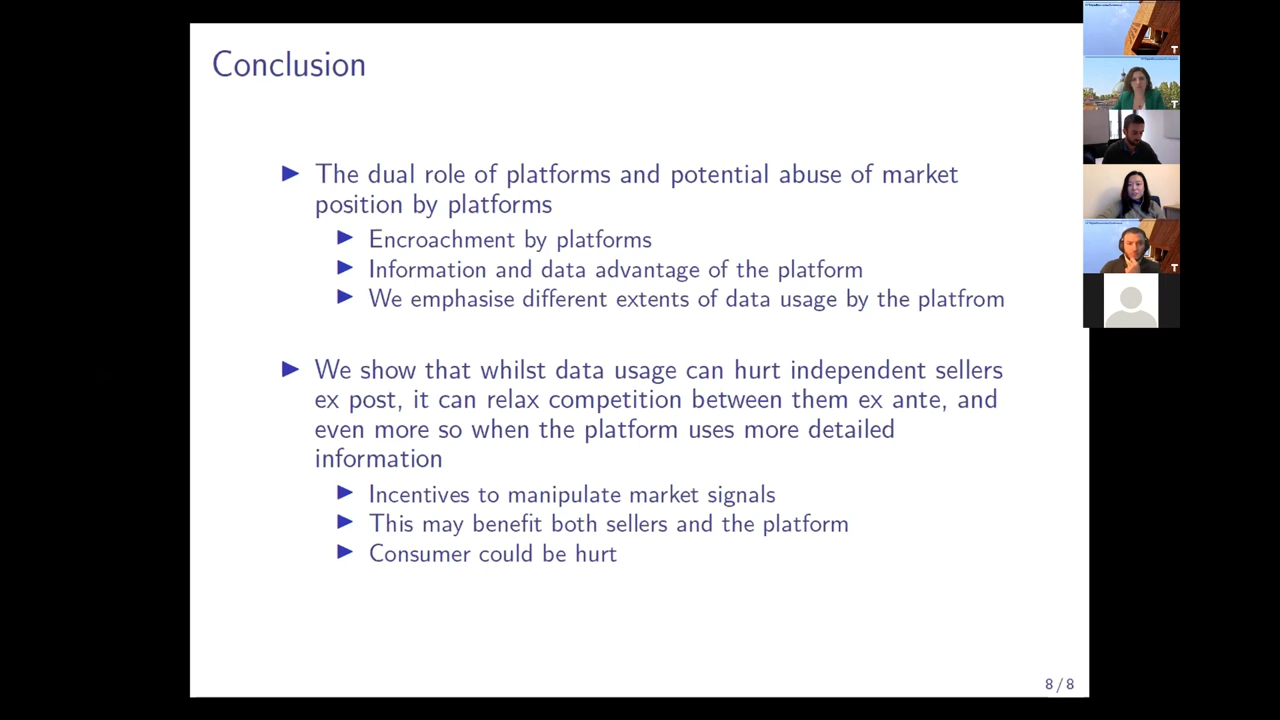 Conclusion
▶ The dual role of platforms and potential abuse of market
position by platforms
▶ Encroachment by platforms
▶ Information and data advantage of the platform
▶ We emphasise different extents of data usage by the platfrom
▶ We show that whilst data usage can hurt independent sellers
ex post, it can relax competition between them ex ante, and
even more so when the platform uses more detailed
information
▶ Incentives to manipulate market signals
▶ This may benefit both sellers and the platform
▶ Consumer could be hurt
8 / 8